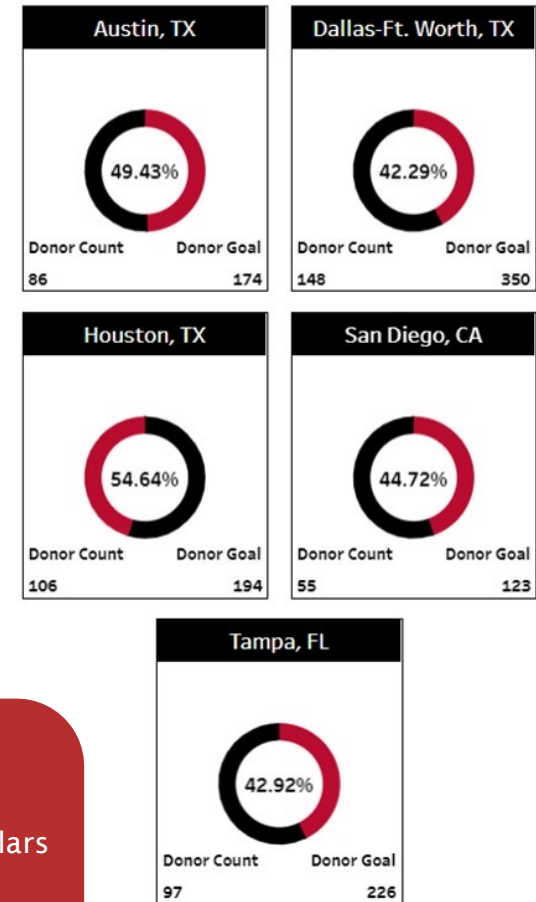 Austin, TX
49.43%
Donor Count Donor Goal
86 174
Dallas-Ft. Worth, TX
42.29%
Donor Count Donor Goal
148 350
Houston, TX
54.64%
Donor Count Donor Goal
106 194
San Diego, CA
44.72%
Donor Count Donor Goal
55 123
Tampa, FL
42.92%
Donor Count Donor Goal
97 226